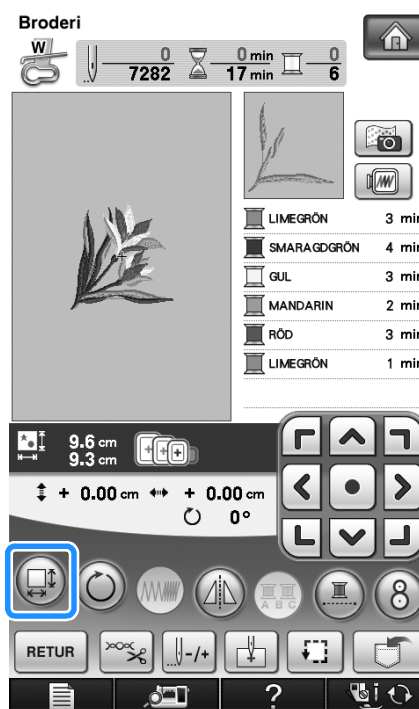 Broderi
W
0 0 min 0
7282 17 min 6
LIMEGRÖN 3 min
SMARAGDGRÖN 4 min
GUL 3 min
MANDARIN 2 min
RÖD 3 min
LIMEGRÖN 1 min
9.6 cm
9.3 cm
+ 0.00 cm + 0.00 cm
0°
A B C
8
RETUR
-/+
?